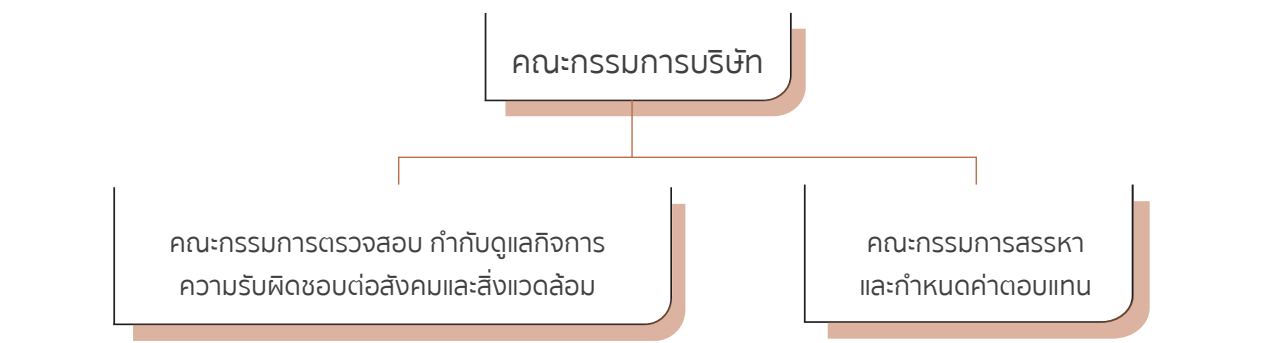 คณะกรรมการบริษัท
คณะกรรมการตรวจสอบ กำกับดูแลกิจการ
ความรับผิดชอบต่อสังคมและสิ่งแวดล้อม
คณะกรรมการสรรหา
และกำหนดค่าตอบแทน